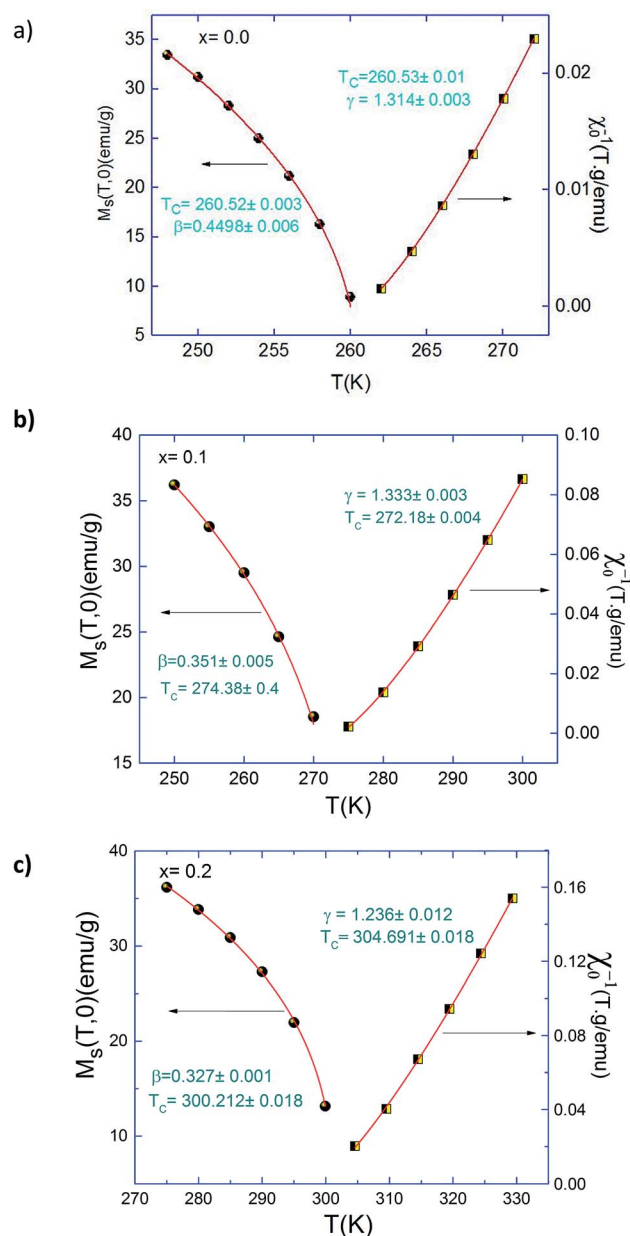 a)
x= 0.0
T_C=260.53± 0.01
γ = 1.314± 0.003
T_C= 260.52± 0.003
β=0.4498± 0.006
M_S(T,0)(emu/g)
χ_0^-1(T.g/emu)
35
30
25
20
15
10
5
0.02
0.01
0.00
250 255 260 265 270
T(K)
b)
x= 0.1
γ = 1.333± 0.003
T_C= 272.18± 0.004
β=0.351± 0.005
T_C= 274.38± 0.4
M_S(T,0)(emu/g)
χ_0^-1(T.g/emu)
40
35
30
25
20
15
0.10
0.08
0.06
0.04
0.02
0.00
250 260 270 280 290 300
T(K)
c)
x= 0.2
γ = 1.236± 0.012
T_C= 304.691± 0.018
β=0.327± 0.001
T_C= 300.212± 0.018
M_S(T,0)(emu/g)
χ_0^-1(T.g/emu)
40
30
20
10
0.16
0.12
0.08
0.04
0.00
270 280 290 300 310 320 330
T(K)